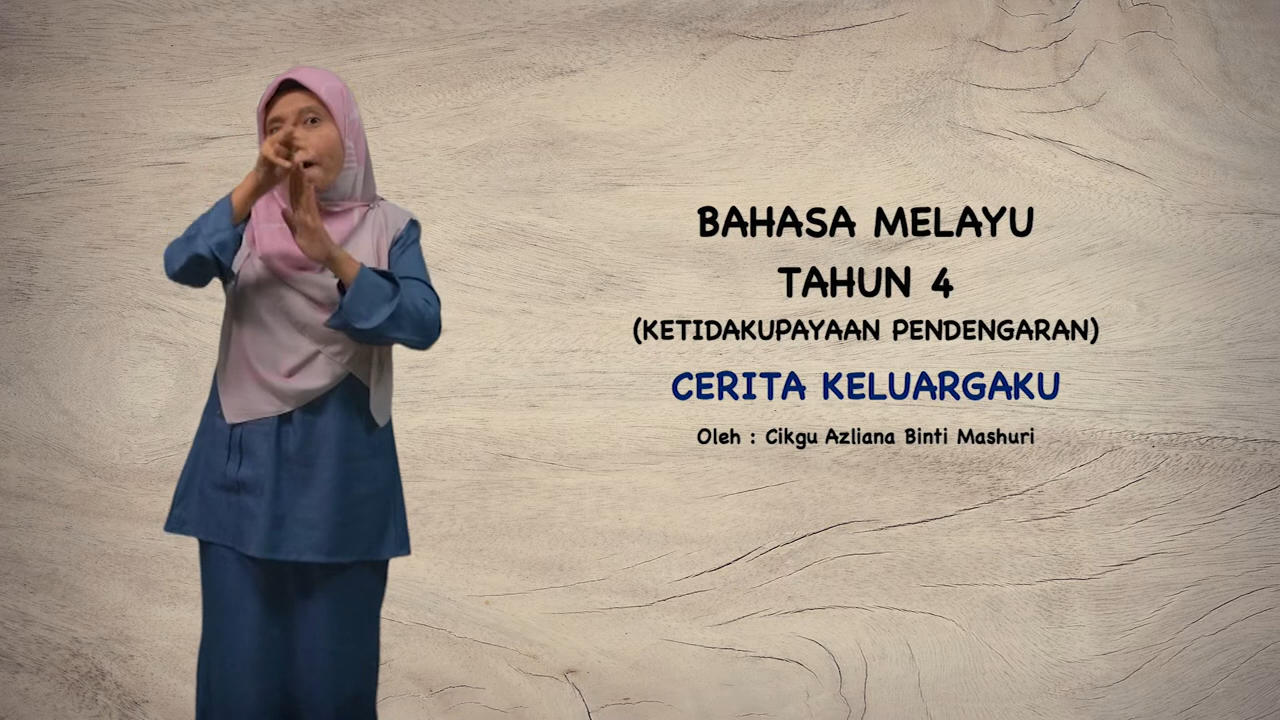 BAHASA MELAYU
TAHUN 4
(KETIDAKUPAYAAN PENDENGARAN)
CERITA KELUARGAKU
Oleh : Cikgu Azliana Binti Mashuri